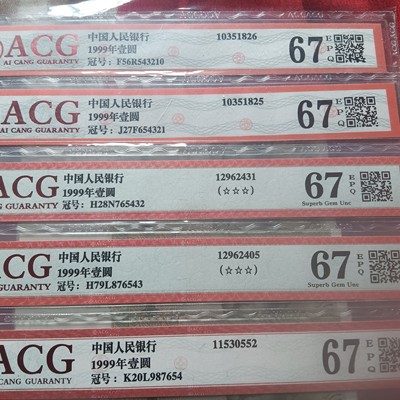 ACG
AI CANG GUARANTY
中国人民银行
1999年壹圆
冠号: F56R543210
10351826
67 EPQ
ACG
AI CANG GUARANTY
中国人民银行
1999年壹圆
冠号: J27F654321
10351825
67 EPQ
ACG
CANG GUARANTY
中国人民银行
1999年壹圆
冠号: H28N765432
12962431
(☆☆☆)
67 EPQ
Superb Gem Unc
ACG
CANG GUARANTY
中国人民银行
1999年壹圆
冠号: H79L876543
12962405
(☆☆☆)
67 EPQ
Superb Gem Unc
ACG
CANG GUARANTY
中国人民银行
1999年壹圆
冠号: K20L987654
11530552
67 EPQ